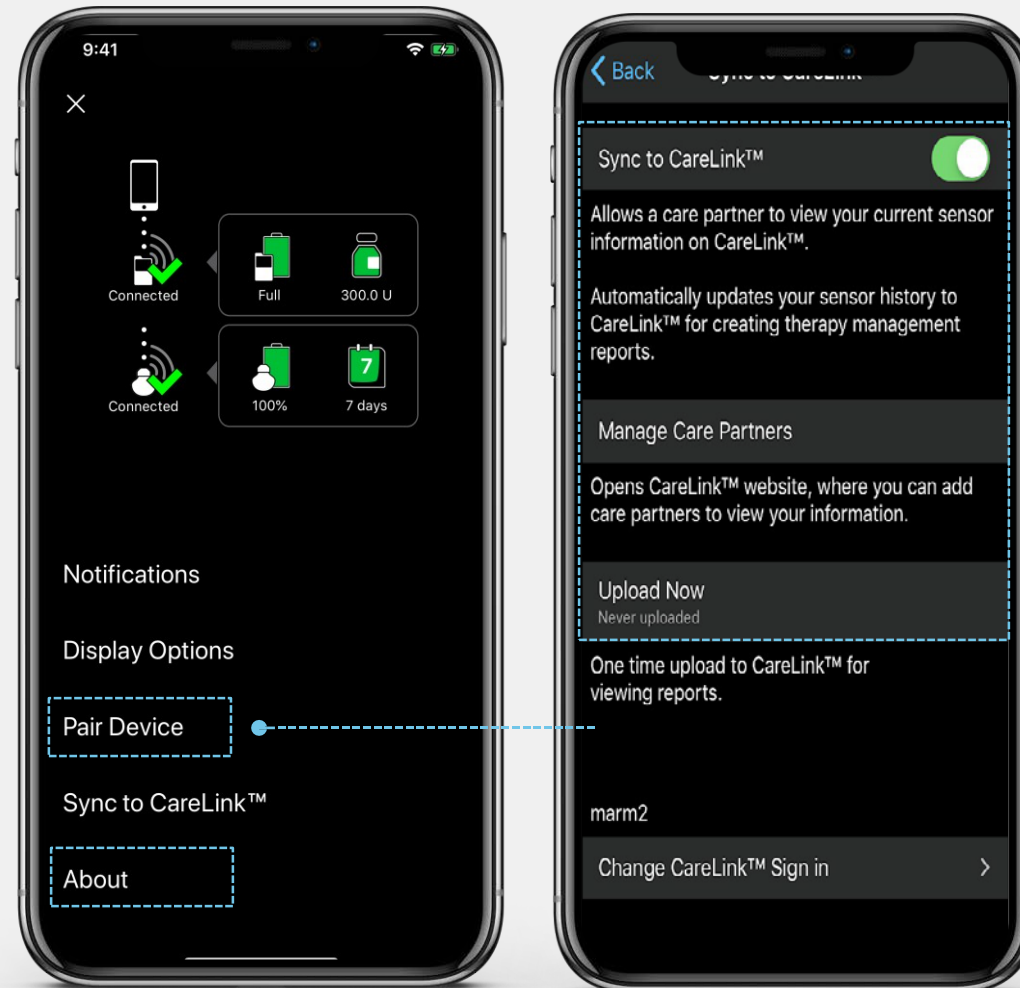 9:41
Connected
Full
300.0 U
7
Connected
100%
7 days
Notifications
Display Options
Pair Device
Sync to CareLink™
About
Back
Sync to CareLink
Sync to CareLink™
Allows a care partner to view your current sensor
information on CareLink™.
Automatically updates your sensor history to
CareLink™ for creating therapy management
reports.
Manage Care Partners
Opens CareLink™ website, where you can add
care partners to view your information.
Upload Now
Never uploaded
One time upload to CareLink™ for
viewing reports.
marm2
Change CareLink™ Sign in